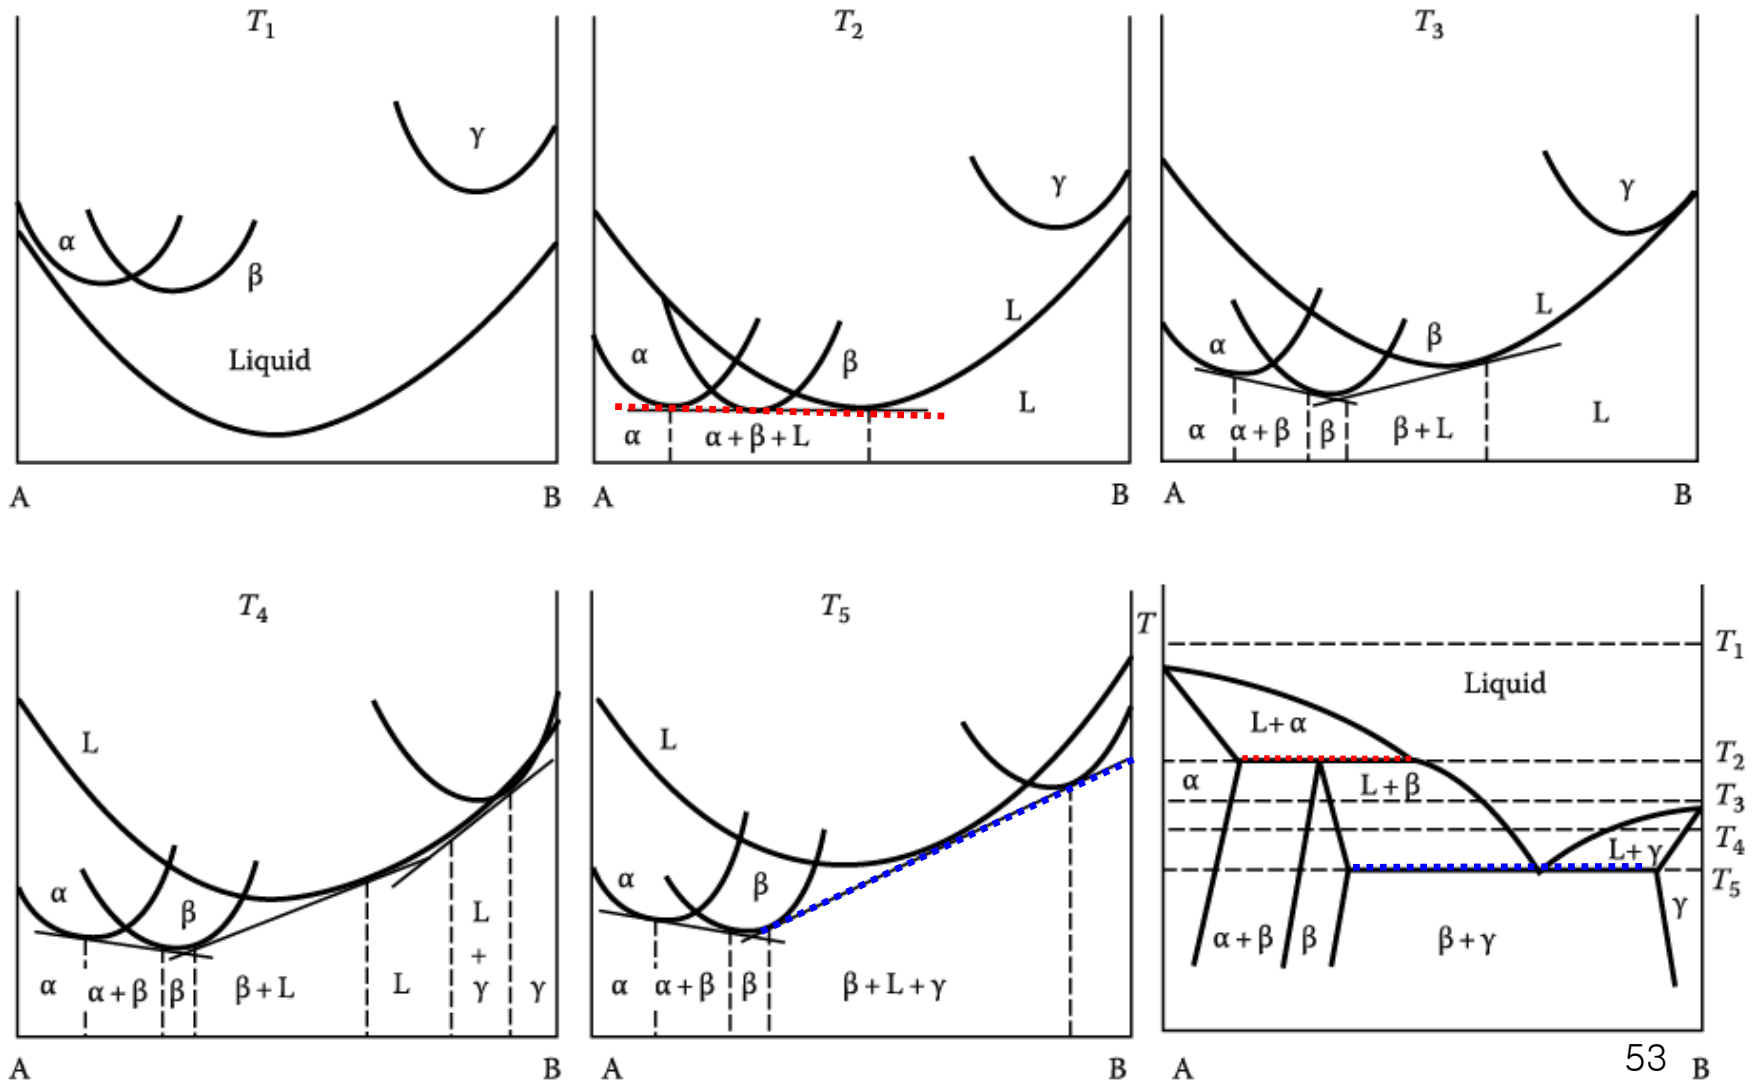 T₁
γ
α
β
Liquid
A B
T₂
γ
L
α
β
L
α α + β + L
A B
T₃
γ
L
β
α
L
α α + β β β + L
A B
T₄
L
α
β
L
+
γ
α α + β β β + L L γ
A B
T₅
L
α
β
α α + β β β + L + γ
A B
T
T₁
Liquid
L + α
T₂
α
L + β
T₃
T₄
L + γ
T₅
γ
α + β β β + γ
53
A B